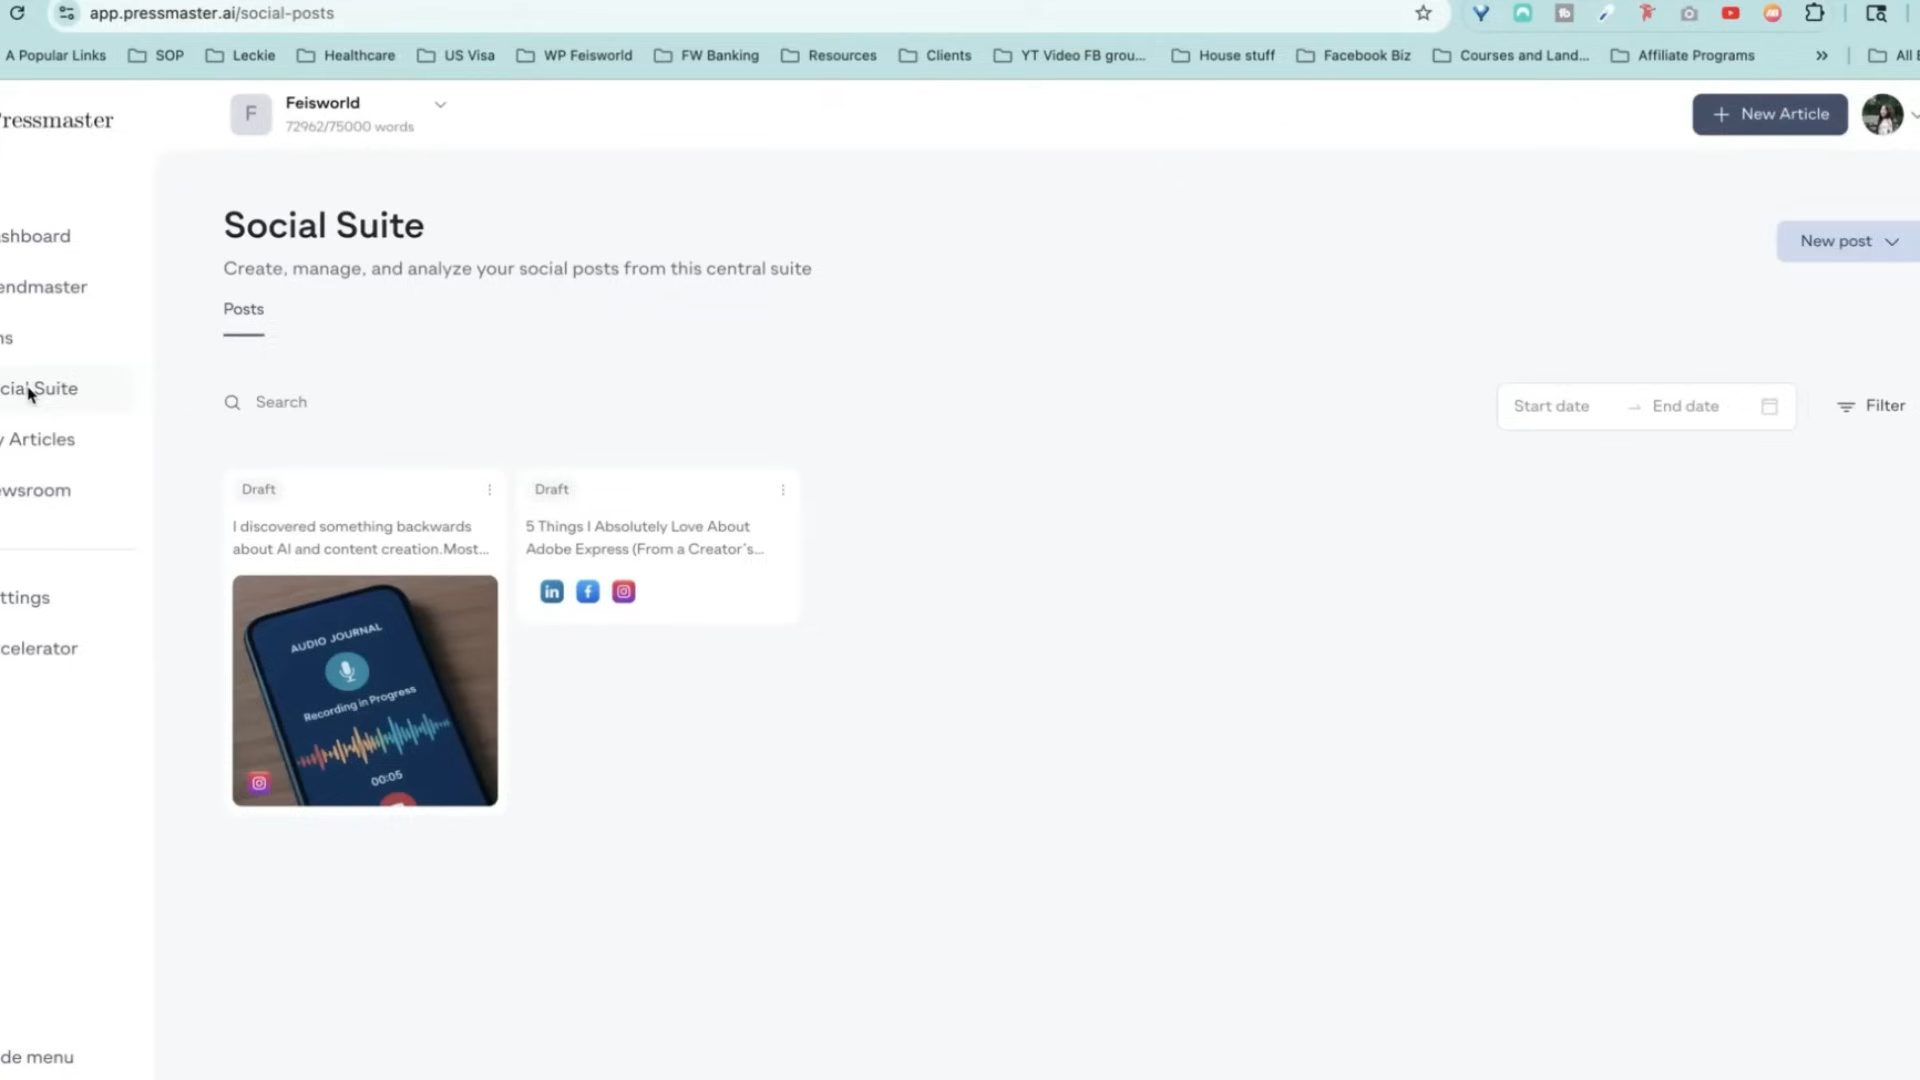 app.pressmaster.ai/social-posts
A Popular Links SOP Leckie Healthcare US Visa WP Feisworld FW Banking Resources Clients YT Video FB grou... House stuff Facebook Biz Courses and Land... Affiliate Programs » All
ressmaster
F
Feisworld
72962/75000 words
+ New Article
shboard
endmaster
ns
cial Suite
y Articles
ewsroom
ttings
celerator
de menu
Social Suite
Create, manage, and analyze your social posts from this central suite
New post
Posts
Search
Start date → End date
Filter
Draft
I discovered something backwards
about AI and content creation.Most...
AUDIO JOURNAL
Recording in Progress
00:05
Draft
5 Things I Absolutely Love About
Adobe Express (From a Creator's...
in f